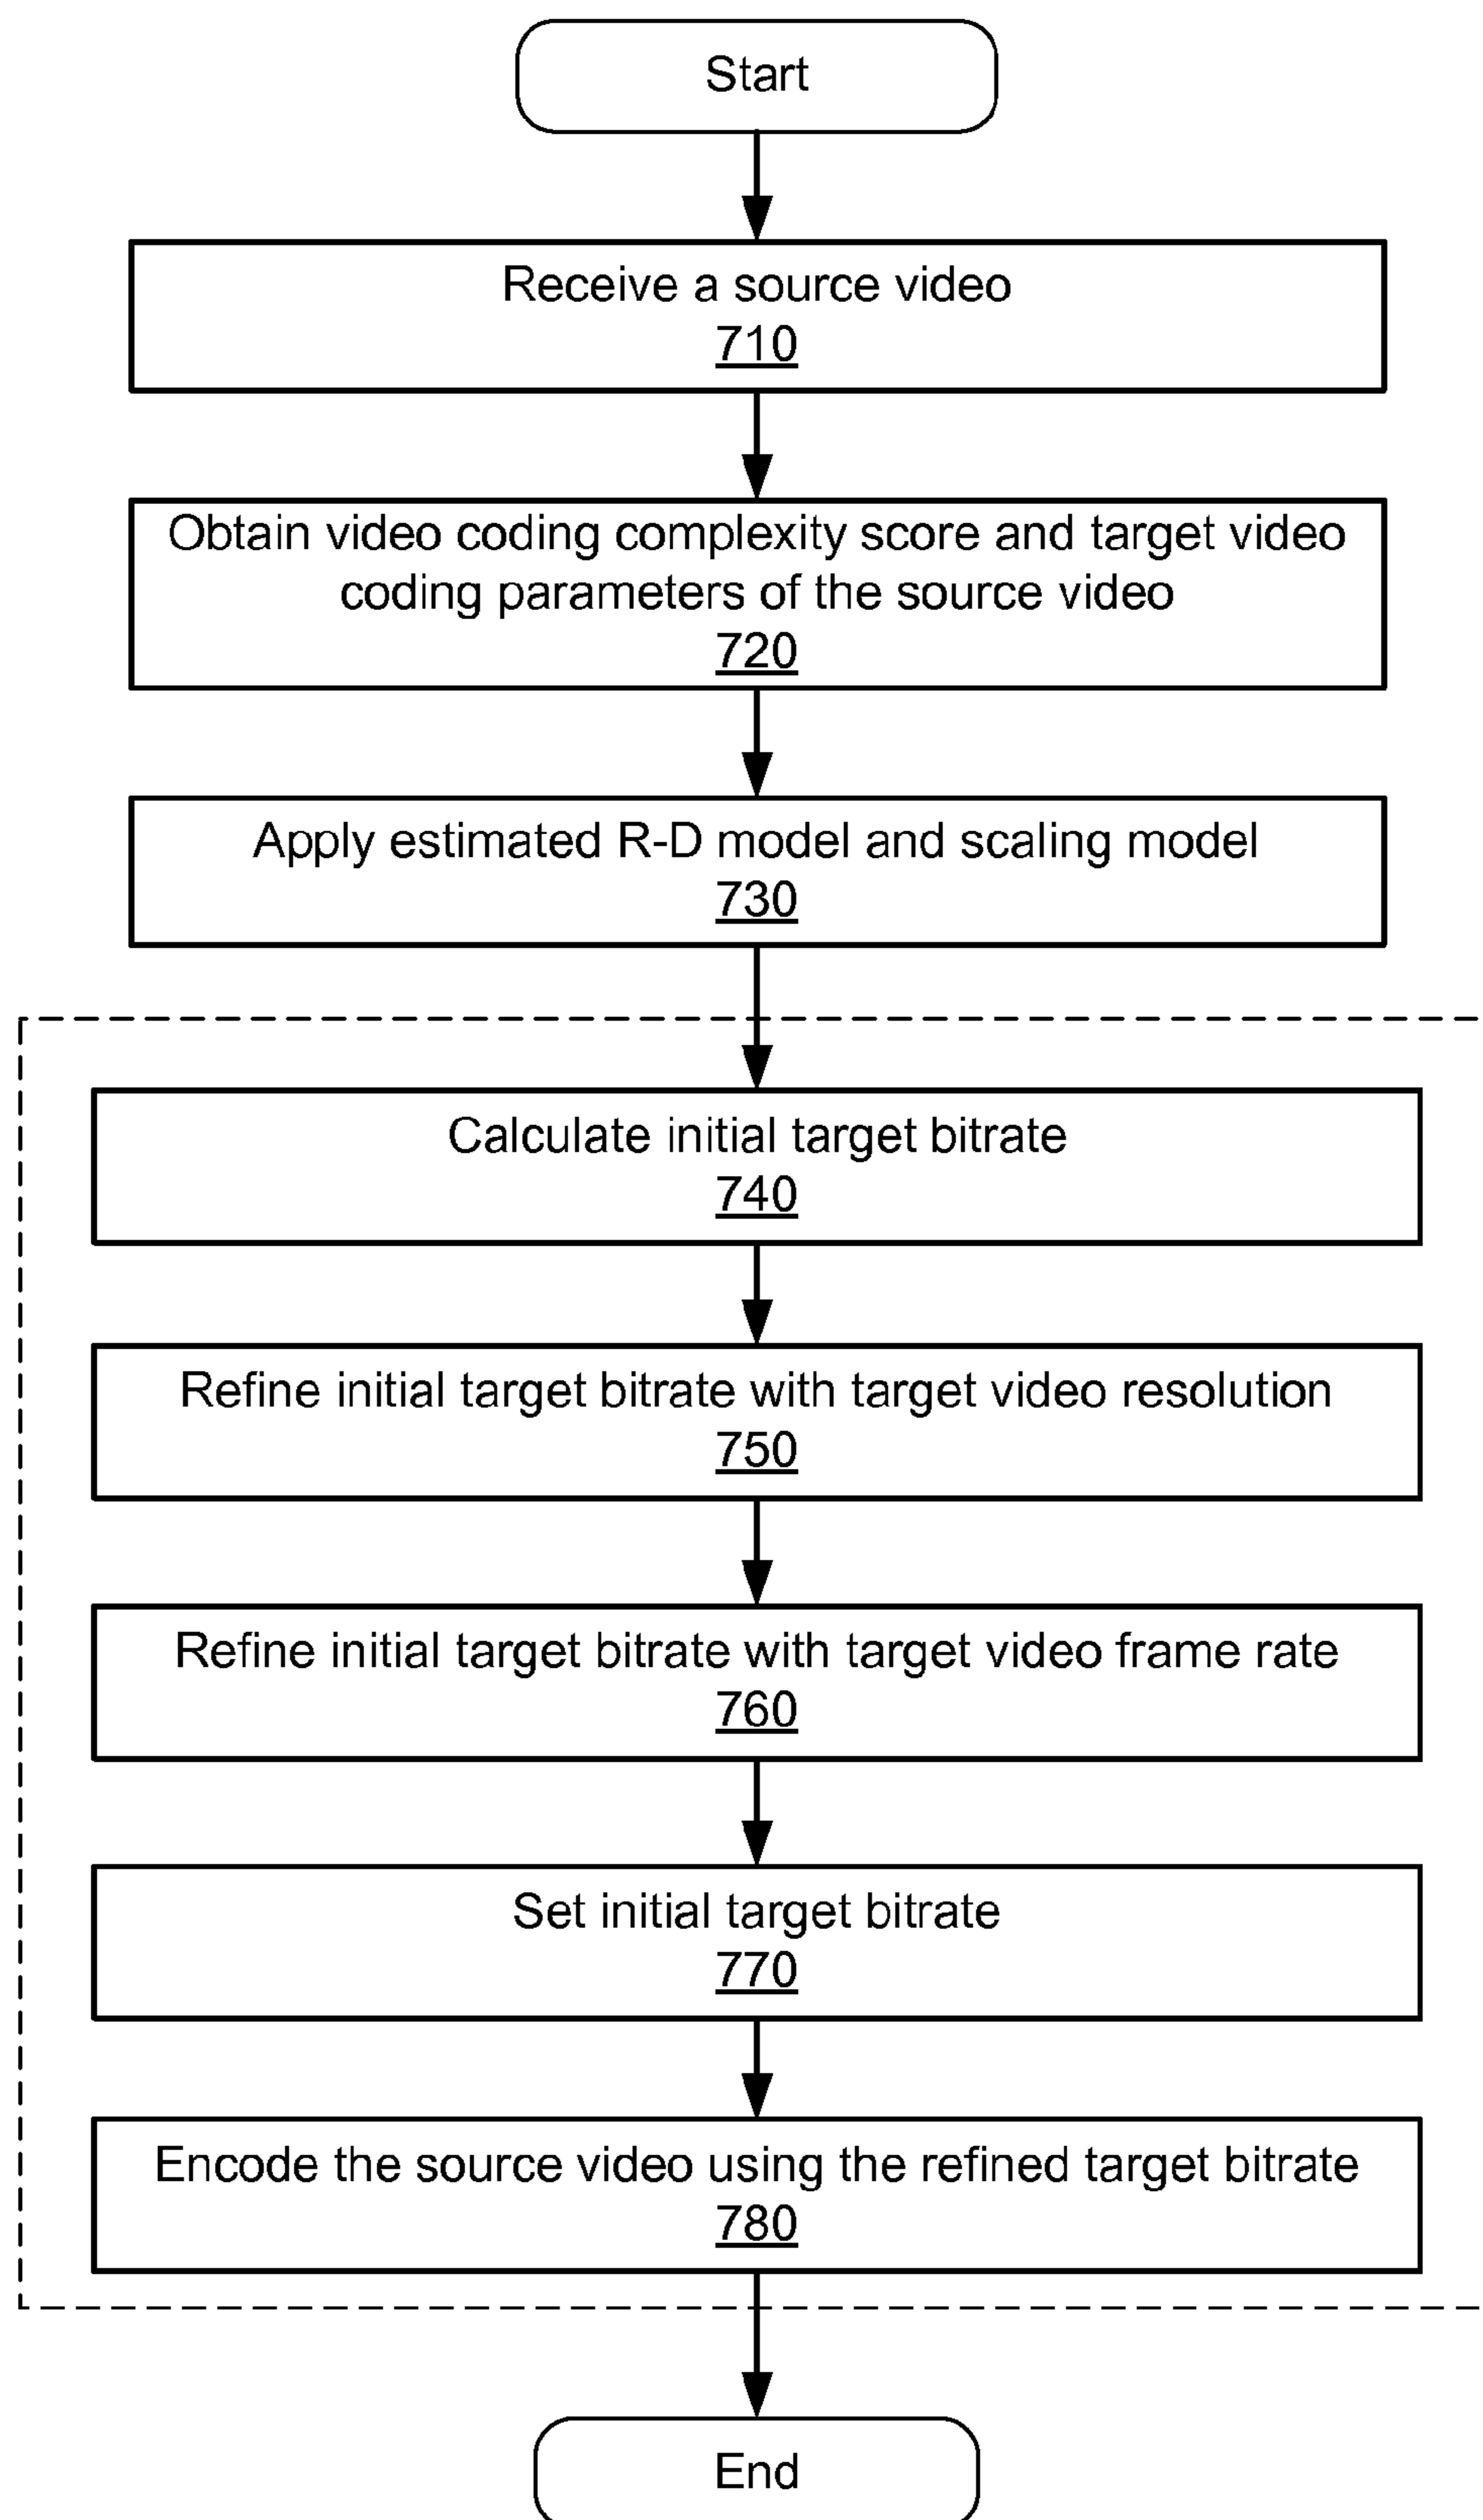 Start
Receive a source video
710
Obtain video coding complexity score and target video
coding parameters of the source video
720
Apply estimated R-D model and scaling model
730
Calculate initial target bitrate
740
Refine initial target bitrate with target video resolution
750
Refine initial target bitrate with target video frame rate
760
Set initial target bitrate
770
Encode the source video using the refined target bitrate
780
End